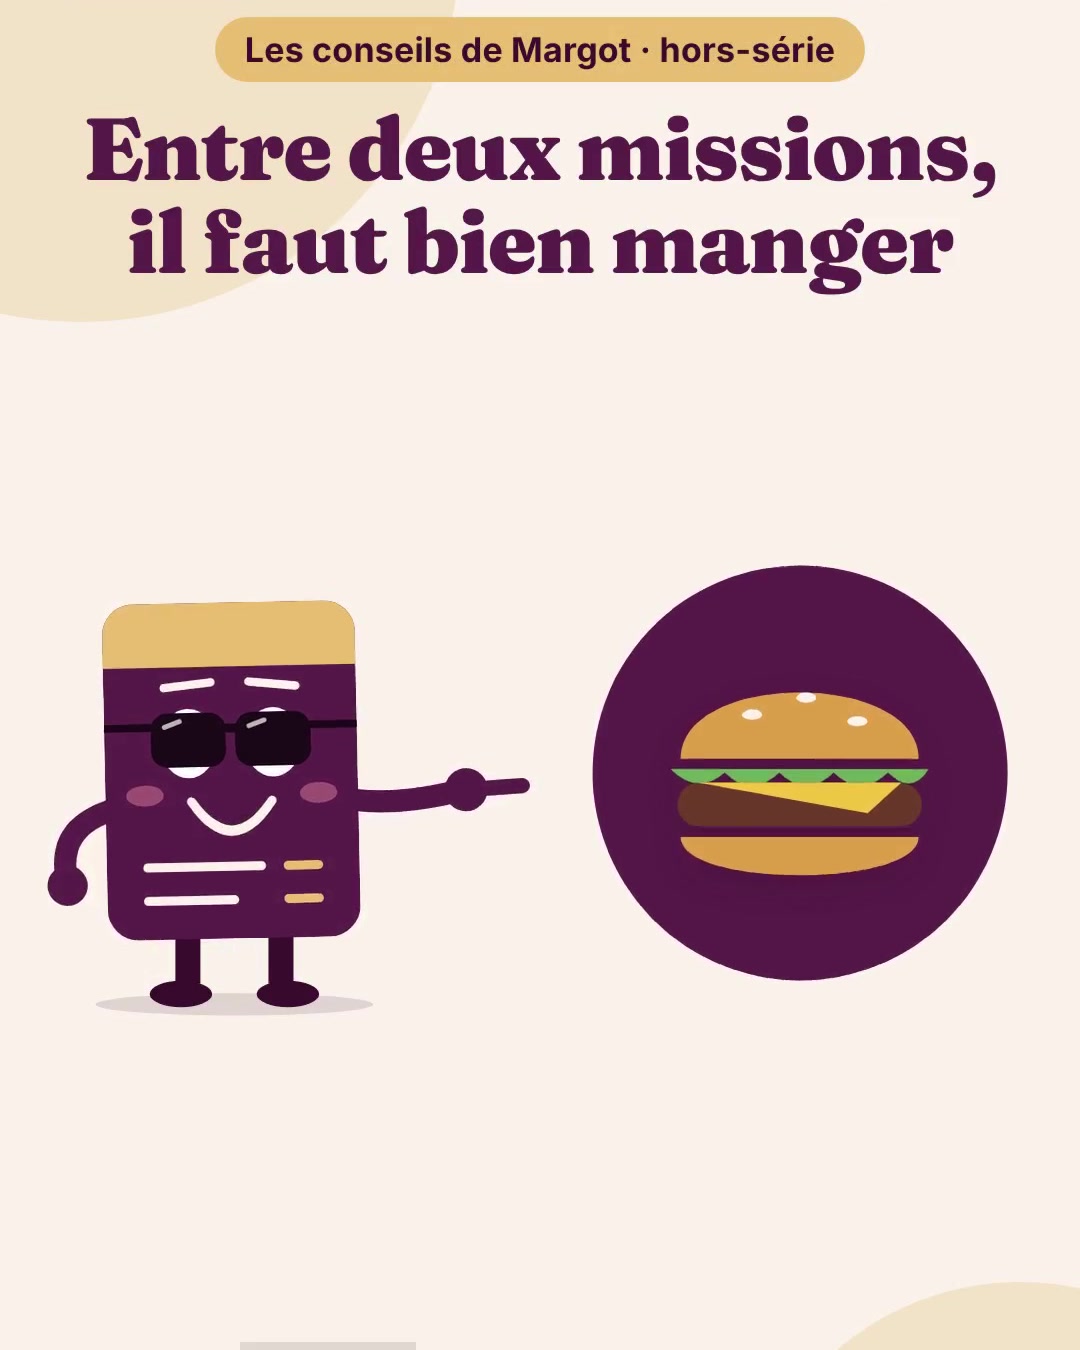 Les conseils de Margot · hors-série
Entre deux missions,
il faut bien manger